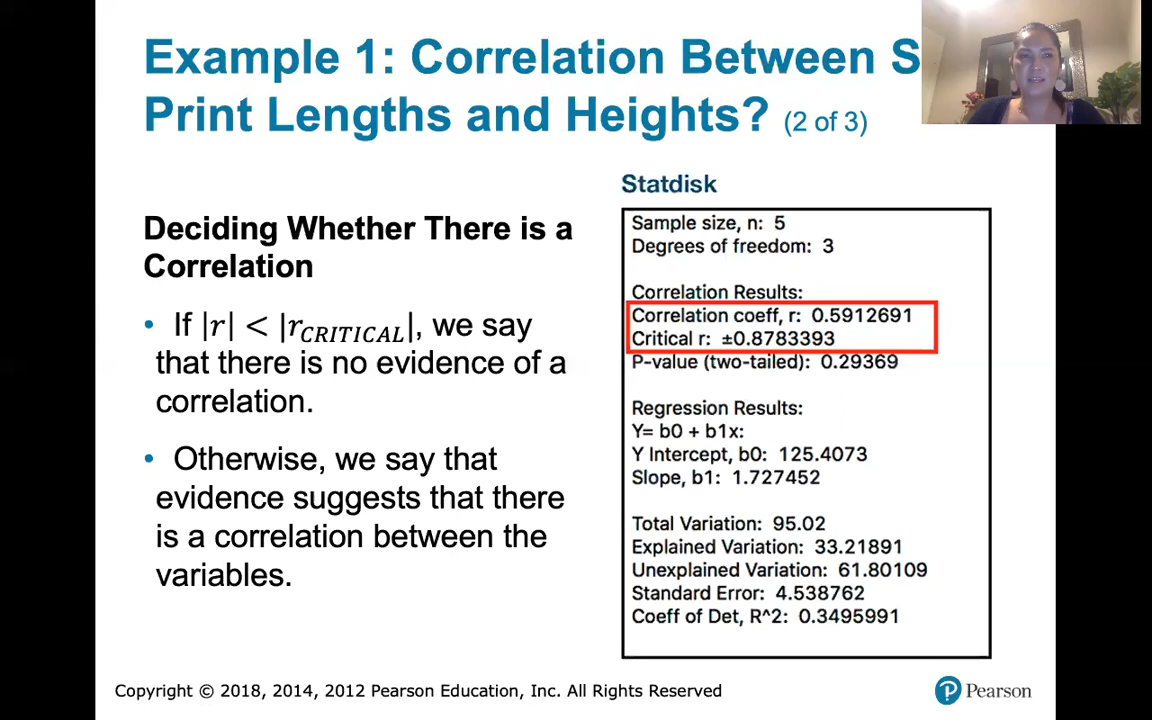 Example 1: Correlation Between S
Print Lengths and Heights? (2 of 3)
Statdisk
Deciding Whether There is a
Correlation
• If |r| < |r_CRITICAL|, we say
that there is no evidence of a
correlation.
• Otherwise, we say that
evidence suggests that there
is a correlation between the
variables.
Sample size, n: 5
Degrees of freedom: 3
Correlation Results:
Correlation coeff, r: 0.5912691
Critical r: ±0.8783393
P-value (two-tailed): 0.29369
Regression Results:
Y= b0 + b1x:
Y Intercept, b0: 125.4073
Slope, b1: 1.727452
Total Variation: 95.02
Explained Variation: 33.21891
Unexplained Variation: 61.80109
Standard Error: 4.538762
Coeff of Det, R^2: 0.3495991
Copyright © 2018, 2014, 2012 Pearson Education, Inc. All Rights Reserved
Pearson